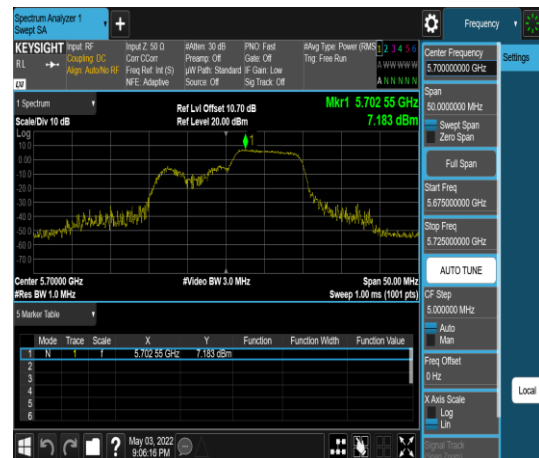 Spectrum Analyzer 1
Swept SA
+
Frequency
KEYSIGHT
Input: RF
Input Z: 50 Ω
#Atten: 30 dB
PNO: Fast
#Avg Type: Power (RMS
1 2 3 4 5 6
RL
Coupling: DC
Corr CCorr
Preamp: Off
Gate: Off
Trig: Free Run
A W W W W W
Align: Auto/No RF
Freq Ref: Int (S)
µW Path: Standard
IF Gain: Low
NFE: Adaptive
Source: Off
Sig Track: Off
A N N N N N
LXI
Center Frequency
5.700000000 GHz
Settings
Span
50.0000000 MHz
Swept Span
Zero Span
Full Span
Start Freq
5.675000000 GHz
Stop Freq
5.725000000 GHz
AUTO TUNE
CF Step
5.000000 MHz
Auto
Man
Freq Offset
0 Hz
X Axis Scale
Log
Lin
Signal Track
Local
1 Spectrum
Ref Lvl Offset 10.70 dB
Mkr1 5.702 55 GHz
Scale/Div 10 dB
Ref Level 20.00 dBm
7.183 dBm
Log
1
10.0
0.00
-10.0
-20.0
-30.0
-40.0
-50.0
-60.0
-70.0
Center 5.70000 GHz
#Video BW 3.0 MHz
Span 50.00 MHz
#Res BW 1.0 MHz
Sweep 1.00 ms (1001 pts)
5 Marker Table
Mode Trace Scale X Y Function Function Width Function Value
1 N 1 f 5.702 55 GHz 7.183 dBm
2
3
4
5
6
?
May 03, 2022
9:06:16 PM